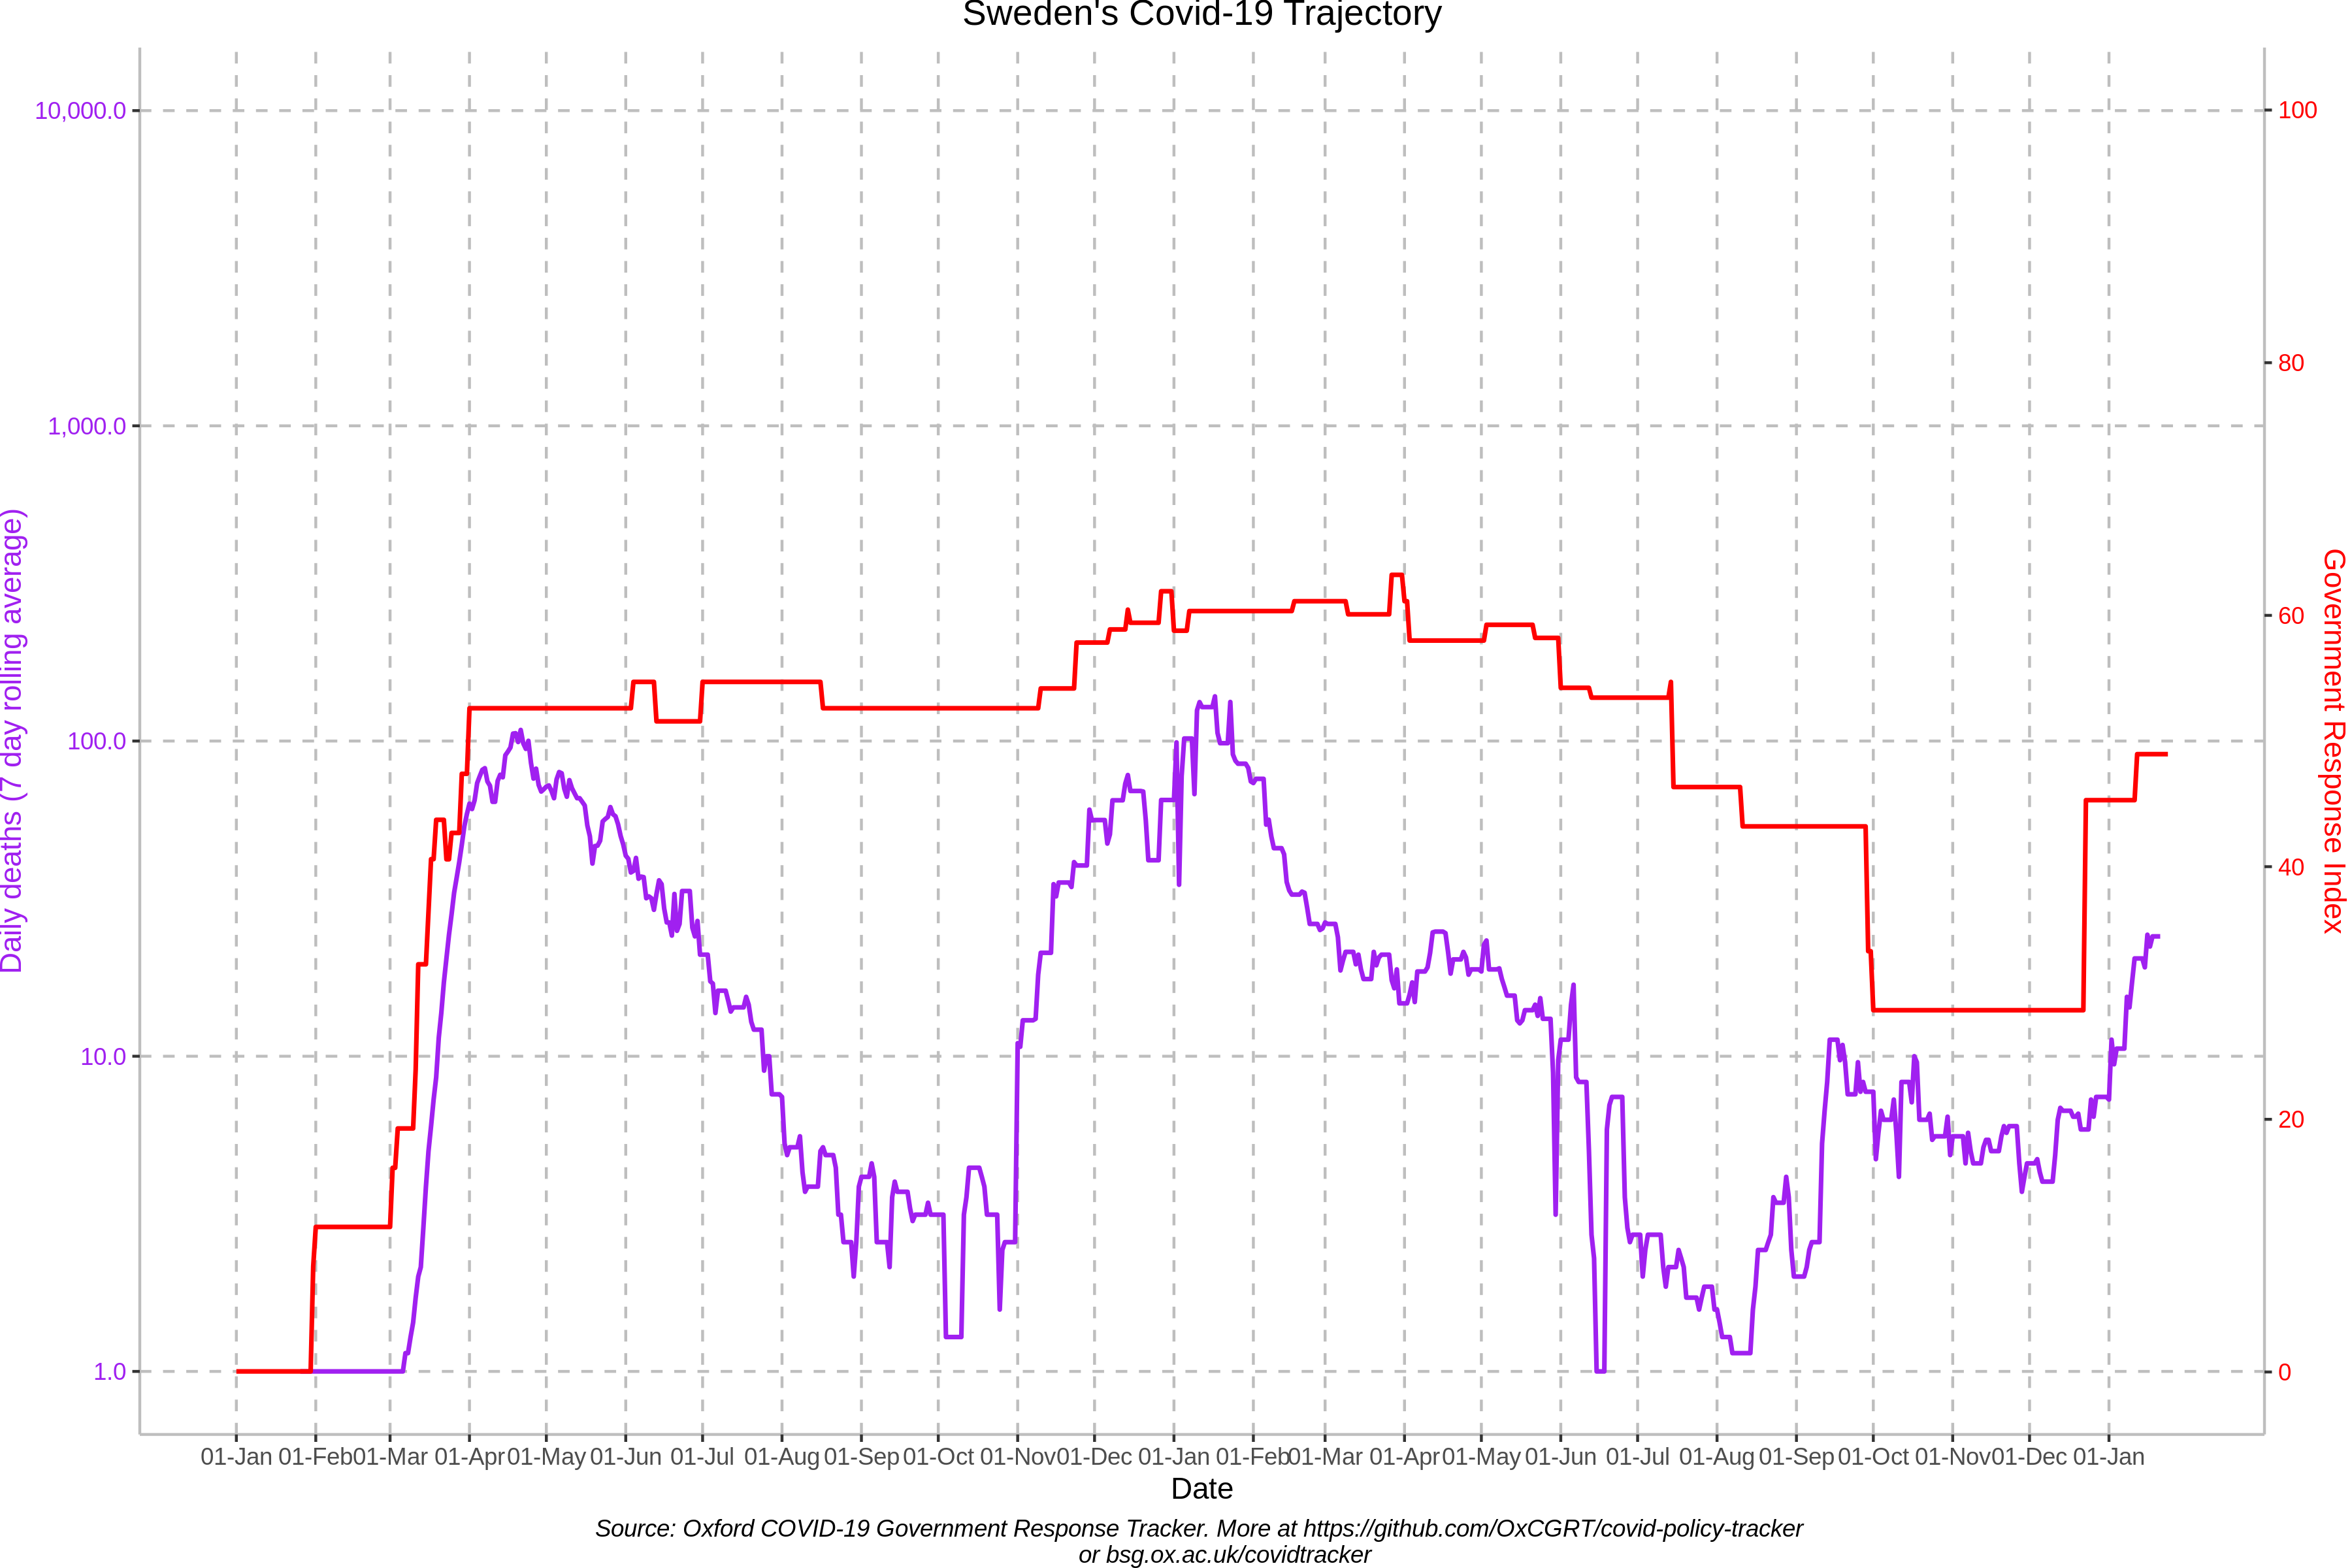 Sweden's Covid-19 Trajectory
10,000.0
1,000.0
100.0
10.0
1.0
Daily deaths (7 day rolling average)
100
80
60
40
20
0
Government Response Index
01-Jan 01-Feb 01-Mar 01-Apr 01-May 01-Jun 01-Jul 01-Aug 01-Sep 01-Oct 01-Nov 01-Dec 01-Jan 01-Feb 01-Mar 01-Apr 01-May 01-Jun 01-Jul 01-Aug 01-Sep 01-Oct 01-Nov 01-Dec 01-Jan
Date
Source: Oxford COVID-19 Government Response Tracker. More at https://github.com/OxCGRT/covid-policy-tracker
or bsg.ox.ac.uk/covidtracker